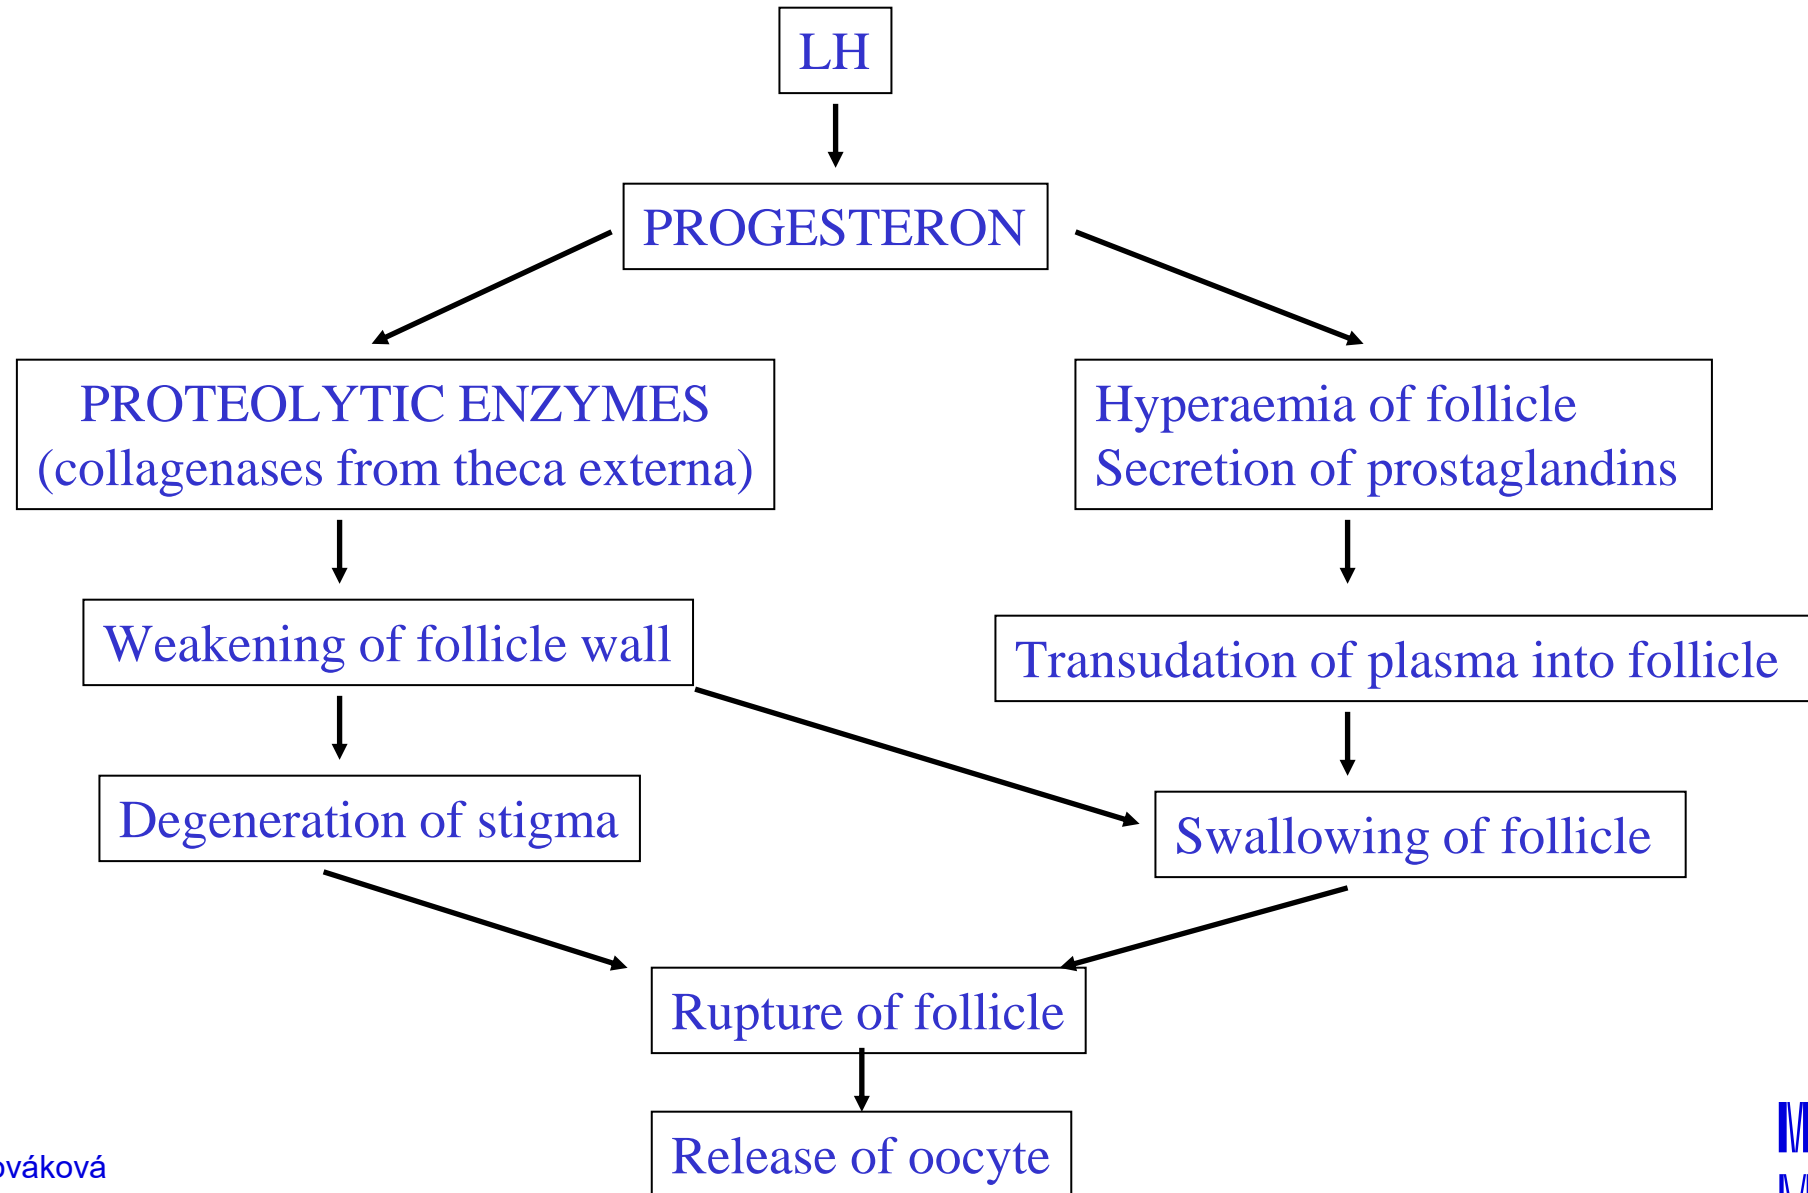 LH
PROGESTERON
PROTEOLYTIC ENZYMES
(collagenases from theca externa)
Hyperaemia of follicle
Secretion of prostaglandins
Weakening of follicle wall
Transudation of plasma into follicle
Degeneration of stigma
Swallowing of follicle
Rupture of follicle
Release of oocyte
ováková